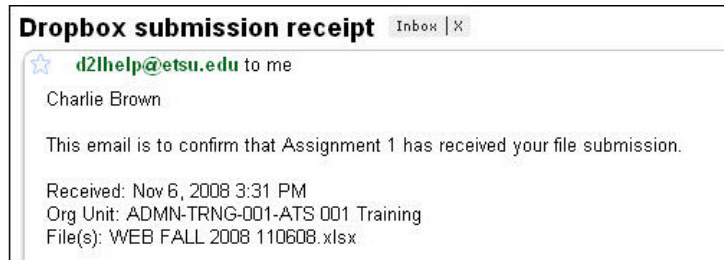 Dropbox submission receipt Inbox | X
d2lhelp@etsu.edu to me
Charlie Brown
This email is to confirm that Assignment 1 has received your file submission.
Received: Nov 6, 2008 3:31 PM
Org Unit: ADMN-TRNG-001-ATS 001 Training
File(s): WEB FALL 2008 110608.xlsx